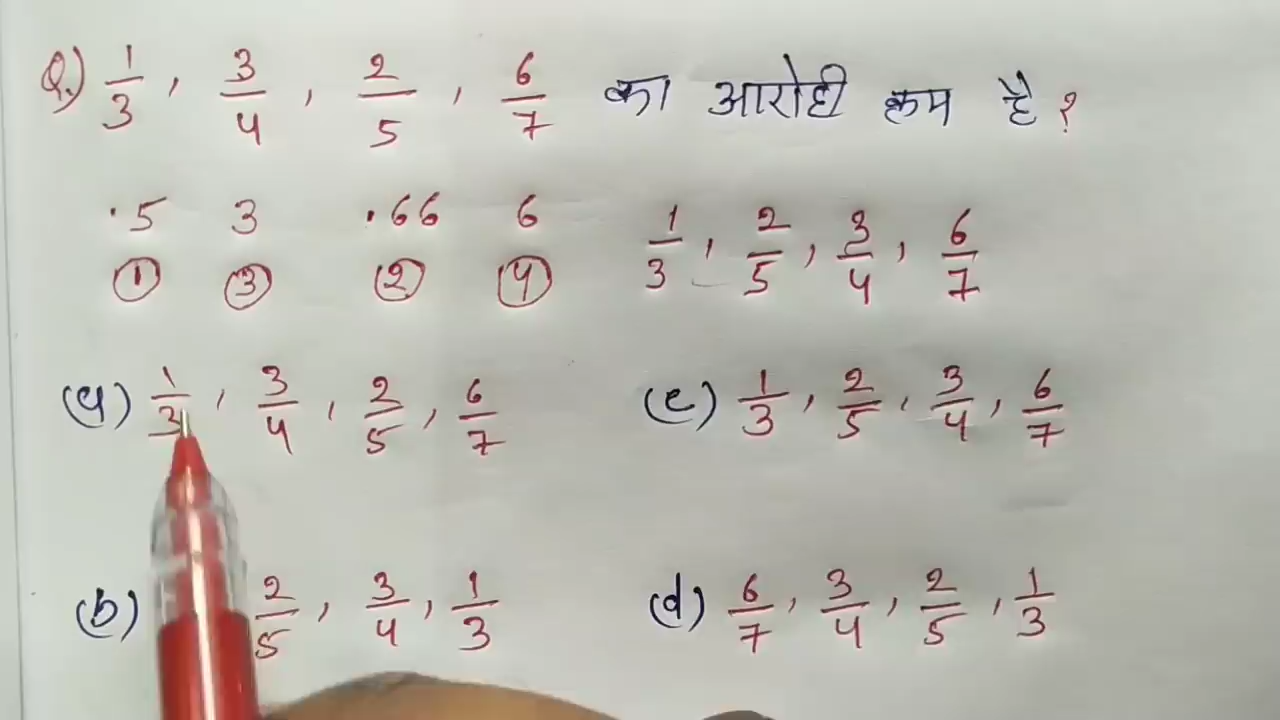 Q.) 1/3 , 3/4 , 2/5 , 6/7 का आरोही क्रम है ?
.5 3 .66 6
① ③ ② ④
1/3 , 2/5 , 3/4 , 6/7
(a) 1/3 , 3/4 , 2/5 , 6/7
(c) 1/3 , 2/5 , 3/4 , 6/7
(b) 2/5 , 3/4 , 1/3
(d) 6/7 , 3/4 , 2/5 , 1/3